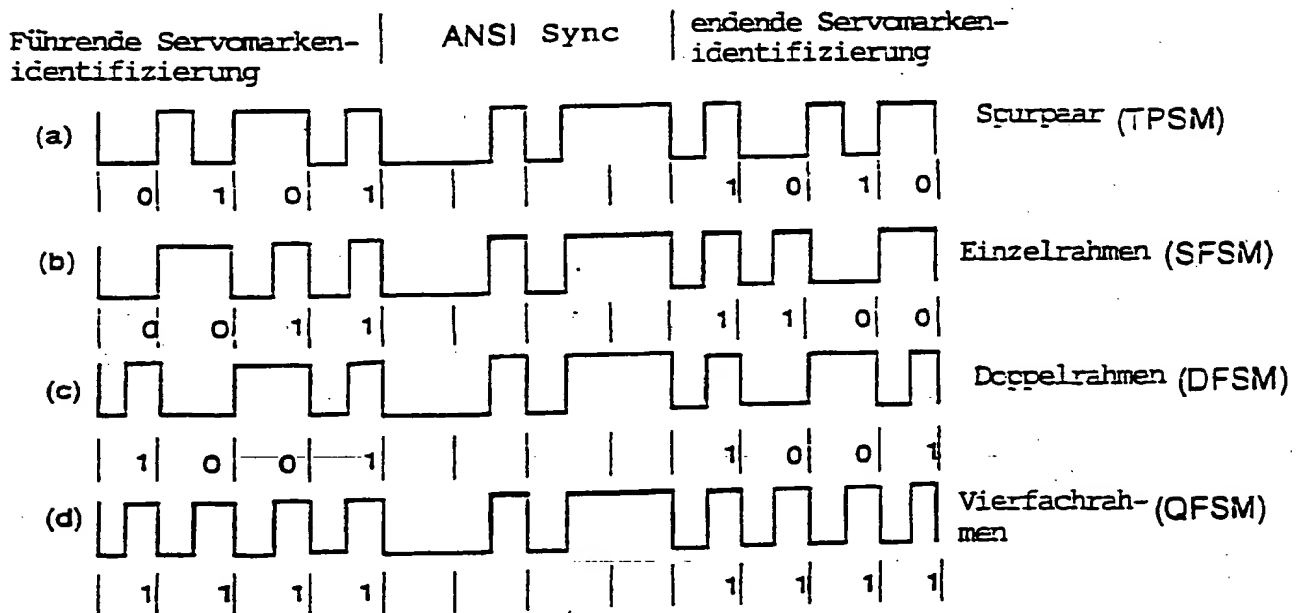 Führende Servomarken-
identifizierung
ANSI Sync
endende Servomarken-
identifizierung
(a)
Spurpaar (TPSM)
0 1 0 1 1 0 1 0
(b)
Einzelrahmen (SFSM)
0 0 1 1 1 1 0 0
(c)
Doppelrahmen (DFSM)
1 0 0 1 1 0 0 1
(d)
Vierfachrah- (QFSM)
men
1 1 1 1 1 1 1 1